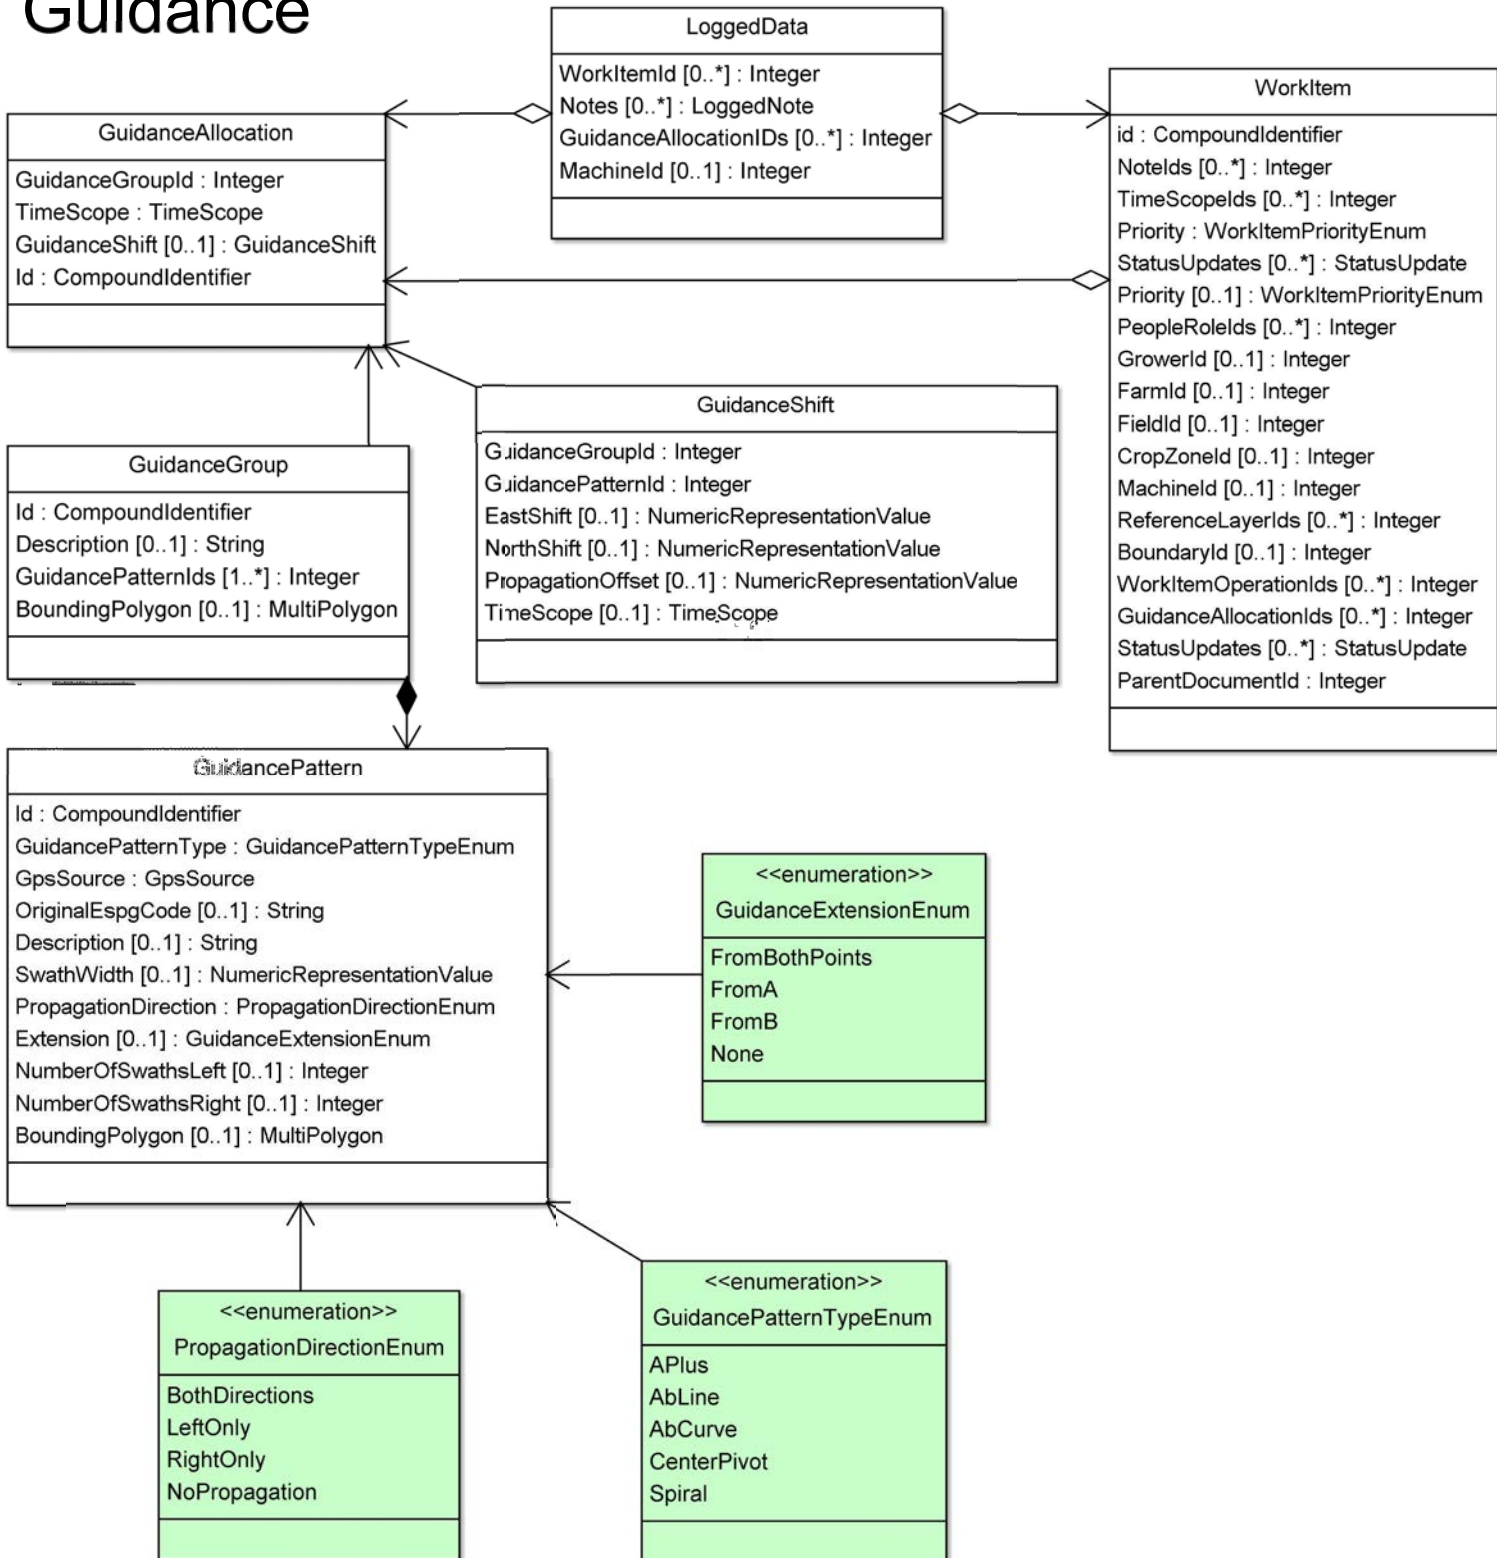 Guidance
LoggedData
WorkItemId [0..*] : Integer
Notes [0..*] : LoggedNote
GuidanceAllocationIDs [0..*] : Integer
MachineId [0..1] : Integer
WorkItem
id : CompoundIdentifier
NoteIds [0..*] : Integer
TimeScopeIds [0..*] : Integer
Priority : WorkItemPriorityEnum
StatusUpdates [0..*] : StatusUpdate
Priority [0..1] : WorkItemPriorityEnum
PeopleRoleIds [0..*] : Integer
GrowerId [0..1] : Integer
FarmId [0..1] : Integer
FieldId [0..1] : Integer
CropZoneId [0..1] : Integer
MachineId [0..1] : Integer
ReferenceLayerIds [0..*] : Integer
BoundaryId [0..1] : Integer
WorkItemOperationIds [0..*] : Integer
GuidanceAllocationIds [0..*] : Integer
StatusUpdates [0..*] : StatusUpdate
ParentDocumentId : Integer
GuidanceAllocation
GuidanceGroupId : Integer
TimeScope : TimeScope
GuidanceShift [0..1] : GuidanceShift
Id : CompoundIdentifier
GuidanceShift
GuidanceGroupId : Integer
GuidancePatternId : Integer
EastShift [0..1] : NumericRepresentationValue
NorthShift [0..1] : NumericRepresentationValue
PropagationOffset [0..1] : NumericRepresentationValue
TimeScope [0..1] : TimeScope
GuidanceGroup
Id : CompoundIdentifier
Description [0..1] : String
GuidancePatternIds [1..*] : Integer
BoundingPolygon [0..1] : MultiPolygon
GuidancePattern
Id : CompoundIdentifier
GuidancePatternType : GuidancePatternTypeEnum
GpsSource : GpsSource
OriginalEspgCode [0..1] : String
Description [0..1] : String
SwathWidth [0..1] : NumericRepresentationValue
PropagationDirection : PropagationDirectionEnum
Extension [0..1] : GuidanceExtensionEnum
NumberOfSwathsLeft [0..1] : Integer
NumberOfSwathsRight [0..1] : Integer
BoundingPolygon [0..1] : MultiPolygon
<<enumeration>>
GuidanceExtensionEnum
FromBothPoints
FromA
FromB
None
<<enumeration>>
PropagationDirectionEnum
BothDirections
LeftOnly
RightOnly
NoPropagation
<<enumeration>>
GuidancePatternTypeEnum
APlus
AbLine
AbCurve
CenterPivot
Spiral